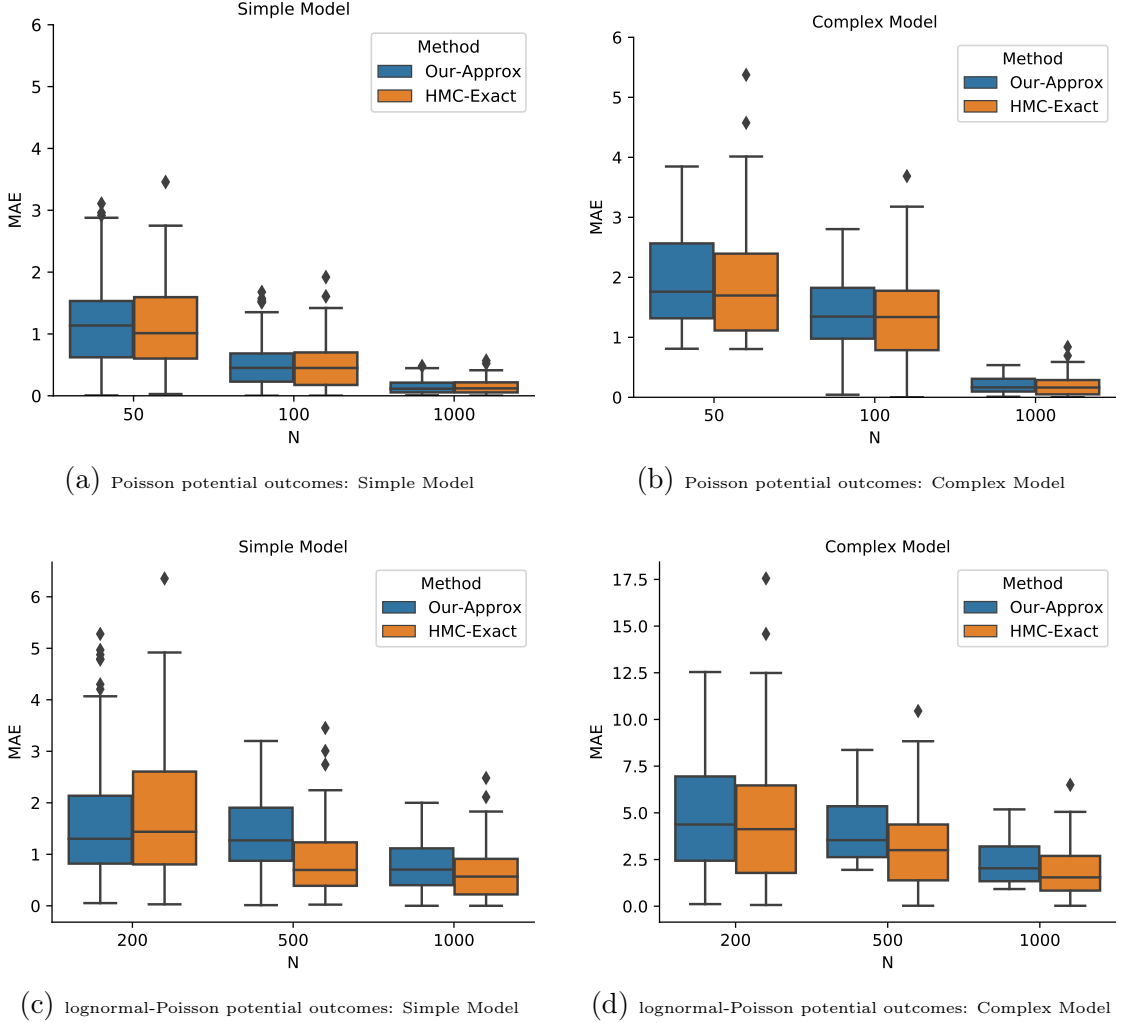 Simple Model
6
5
4
3
2
1
0
MAE
Method
Our-Approx
HMC-Exact
50 100 1000
N
(a) Poisson potential outcomes: Simple Model
Complex Model
6
5
4
3
2
1
0
MAE
Method
Our-Approx
HMC-Exact
50 100 1000
N
(b) Poisson potential outcomes: Complex Model
Simple Model
6
5
4
3
2
1
0
MAE
Method
Our-Approx
HMC-Exact
200 500 1000
N
(c) lognormal-Poisson potential outcomes: Simple Model
Complex Model
17.5
15.0
12.5
10.0
7.5
5.0
2.5
0.0
MAE
Method
Our-Approx
HMC-Exact
200 500 1000
N
(d) lognormal-Poisson potential outcomes: Complex Model